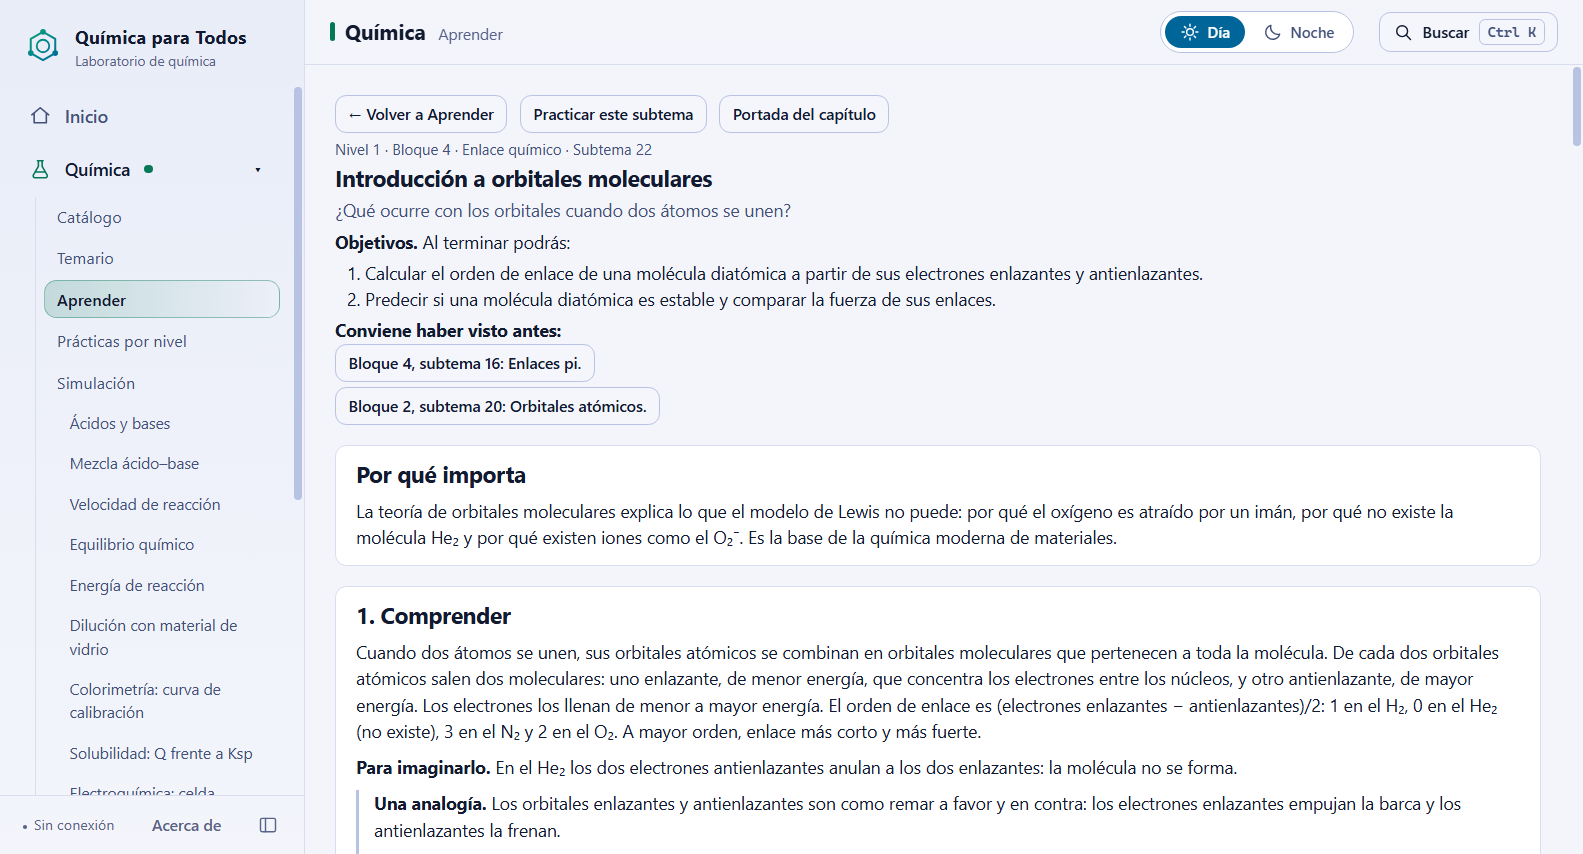 Química para Todos
Laboratorio de química
Inicio
Química
Catálogo
Temario
Aprender
Prácticas por nivel
Simulación
Ácidos y bases
Mezcla ácido–base
Velocidad de reacción
Equilibrio químico
Energía de reacción
Dilución con material de
vidrio
Colorimetría: curva de
calibración
Solubilidad: Q frente a Ksp
Electroquímica: celda
• Sin conexión
Acerca de
Química Aprender
Día
Noche
Buscar Ctrl K
← Volver a Aprender
Practicar este subtema
Portada del capítulo
Nivel 1 · Bloque 4 · Enlace químico · Subtema 22
Introducción a orbitales moleculares
¿Qué ocurre con los orbitales cuando dos átomos se unen?
Objetivos. Al terminar podrás:
1. Calcular el orden de enlace de una molécula diatómica a partir de sus electrones enlazantes y antienlazantes.
2. Predecir si una molécula diatómica es estable y comparar la fuerza de sus enlaces.
Conviene haber visto antes:
Bloque 4, subtema 16: Enlaces pi.
Bloque 2, subtema 20: Orbitales atómicos.
Por qué importa
La teoría de orbitales moleculares explica lo que el modelo de Lewis no puede: por qué el oxígeno es atraído por un imán, por qué no existe la
molécula He₂ y por qué existen iones como el O₂⁻. Es la base de la química moderna de materiales.
1. Comprender
Cuando dos átomos se unen, sus orbitales atómicos se combinan en orbitales moleculares que pertenecen a toda la molécula. De cada dos orbitales
atómicos salen dos moleculares: uno enlazante, de menor energía, que concentra los electrones entre los núcleos, y otro antienlazante, de mayor
energía. Los electrones los llenan de menor a mayor energía. El orden de enlace es (electrones enlazantes − antienlazantes)/2: 1 en el H₂, 0 en el He₂
(no existe), 3 en el N₂ y 2 en el O₂. A mayor orden, enlace más corto y más fuerte.
Para imaginarlo. En el He₂ los dos electrones antienlazantes anulan a los dos enlazantes: la molécula no se forma.
Una analogía. Los orbitales enlazantes y antienlazantes son como remar a favor y en contra: los electrones enlazantes empujan la barca y los
antienlazantes la frenan.